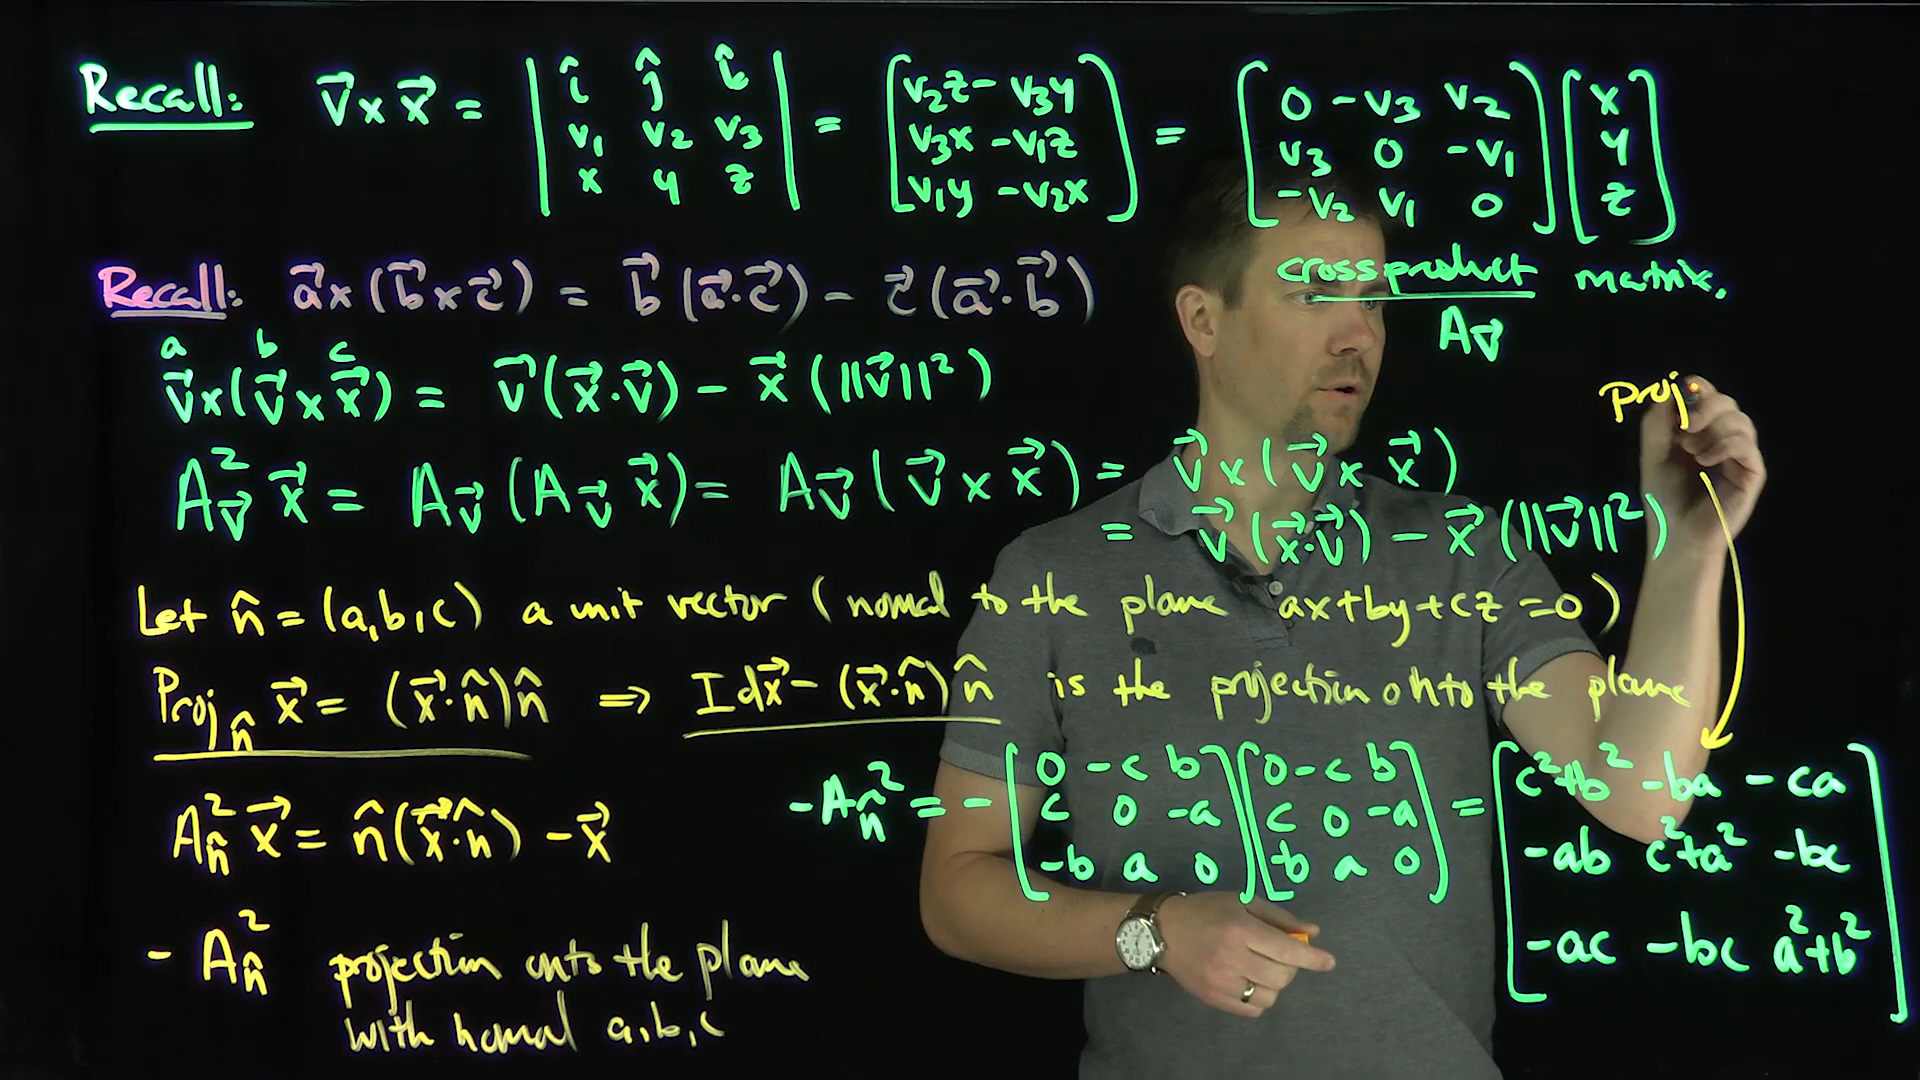 Recall: v⃗ x x⃗ = | î ĵ k̂ ; v₁ v₂ v₃ ; x y z | = [ v₂z - v₃y ; v₃x - v₁z ; v₁y - v₂x ] = [ 0 -v₃ v₂ ; v₃ 0 -v₁ ; -v₂ v₁ 0 ] [ x ; y ; z ]
cross product matrix.
A_v⃗
Recall: a⃗ x (b⃗ x c⃗) = b⃗ (a⃗·c⃗) - c⃗ (a⃗·b⃗)
a b c
v⃗ x (v⃗ x x⃗) = v⃗ (x⃗·v⃗) - x⃗ (||v⃗||²)
proj.
A²_v⃗ x⃗ = A_v⃗ (A_v⃗ x⃗) = A_v⃗ (v⃗ x x⃗) = v⃗ x (v⃗ x x⃗)
= v⃗ (x⃗·v⃗) - x⃗ (||v⃗||²)
Let n̂ = (a,b,c) a unit vector (normal to the plane ax+by+cz=0)
Proj_n̂ x⃗ = (x⃗·n̂)n̂ ⇒ Id x⃗ - (x⃗·n̂)n̂ is the projection onto the plane
A²_n̂ x⃗ = n̂(x⃗·n̂) - x⃗
-A²_n̂ = - [ 0 -c b ; c 0 -a ; -b a 0 ] [ 0 -c b ; c 0 -a ; -b a 0 ] = [ c²+b² -ba -ca ; -ab c²+a² -bc ; -ac -bc a²+b² ]
- A²_n̂ projection onto the plane
with normal a,b,c